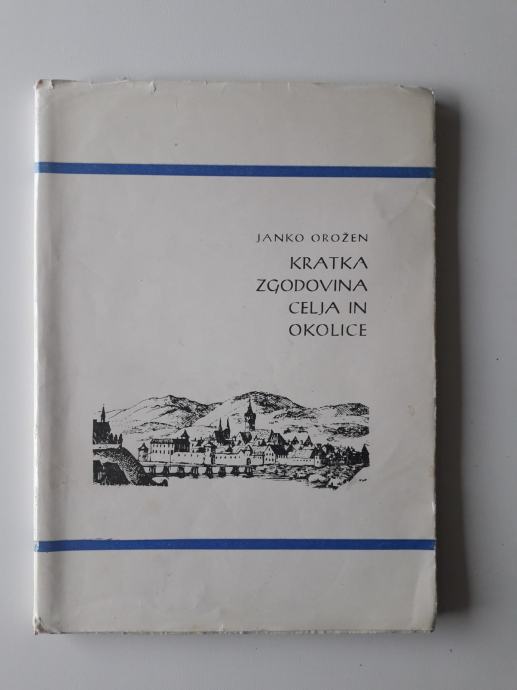 JANKO OROŽEN
KRATKA
ZGODOVINA
CELJA IN
OKOLICE